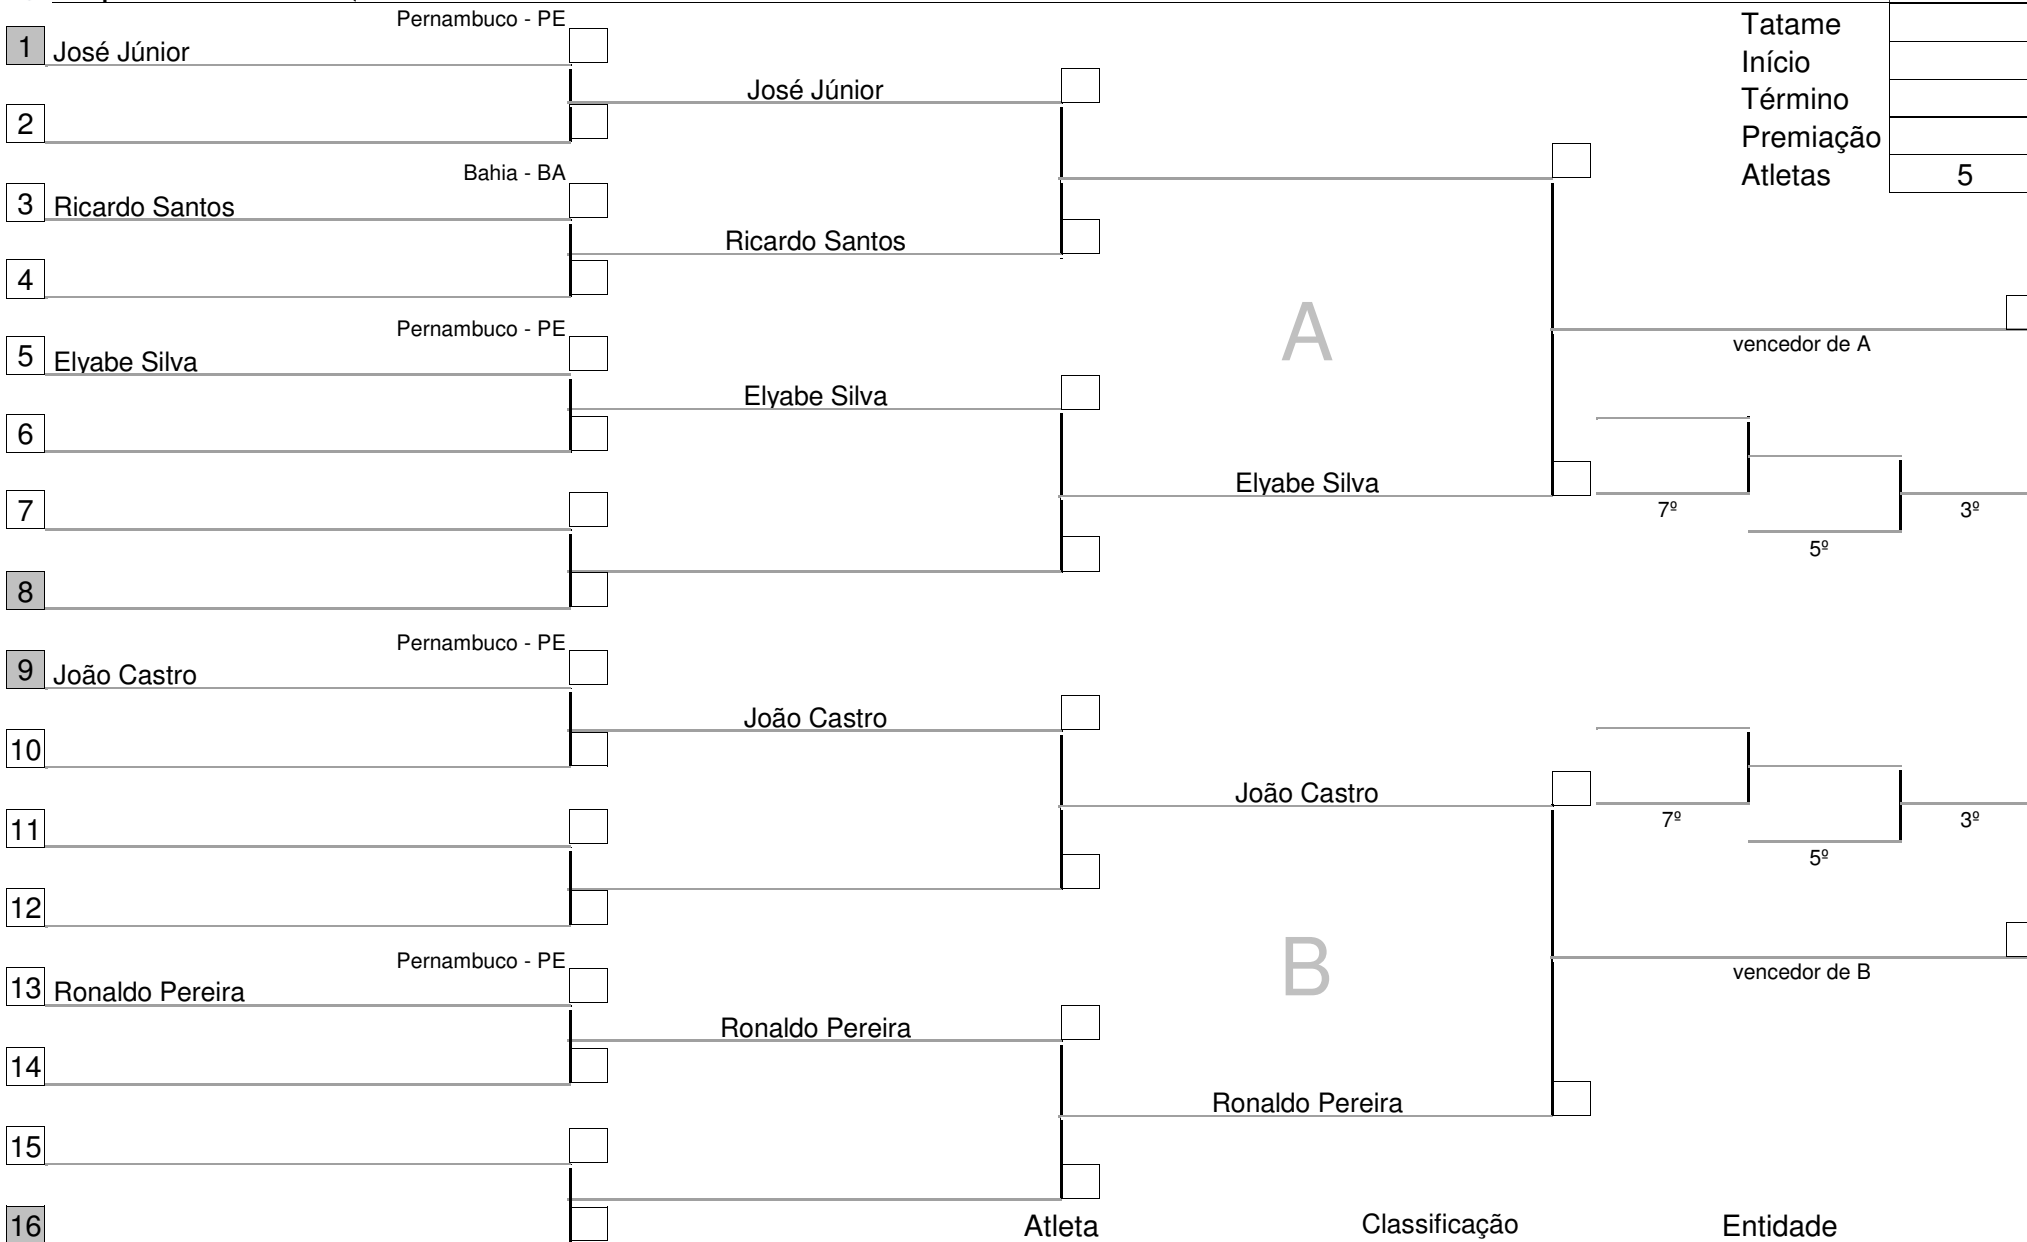 Pernambuco - PE
Tatame
1 José Júnior
Início
José Júnior
Término
2
Premiação
Bahia - BA
Atletas 5
3 Ricardo Santos
Ricardo Santos
4
A
Pernambuco - PE
vencedor de A
5 Elyabe Silva
Elyabe Silva
6
Elyabe Silva
7
7º 3º
5º
8
Pernambuco - PE
9 João Castro
João Castro
10
João Castro
7º 3º
11
5º
12
Pernambuco - PE
B
vencedor de B
13 Ronaldo Pereira
Ronaldo Pereira
14
Ronaldo Pereira
15
16 Atleta Classificação Entidade